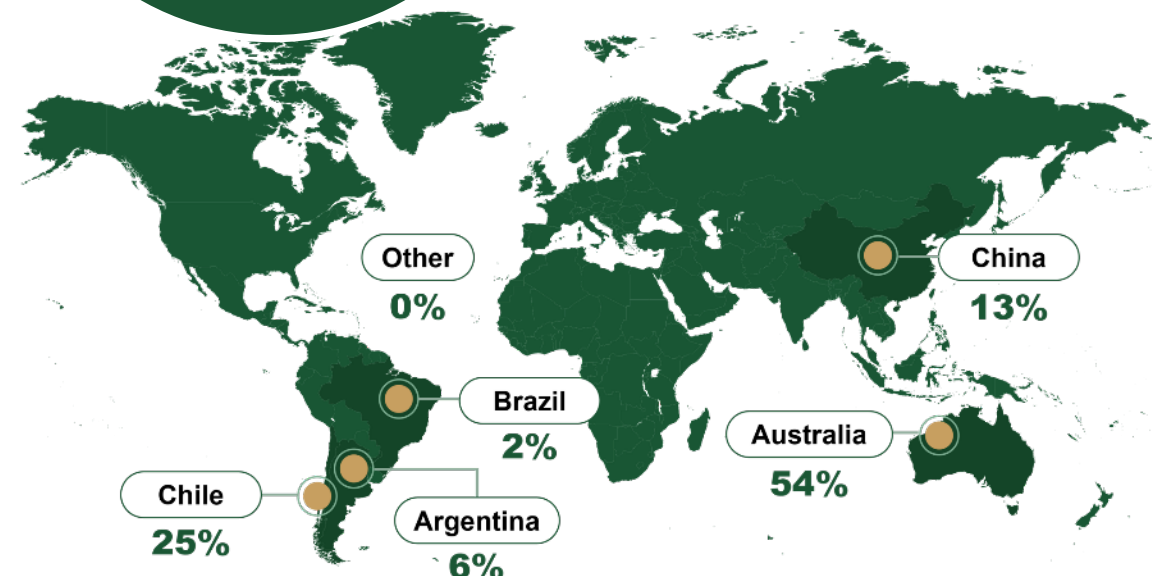 Other
0%
China
13%
Brazil
2%
Australia
54%
Chile
25%
Argentina
6%